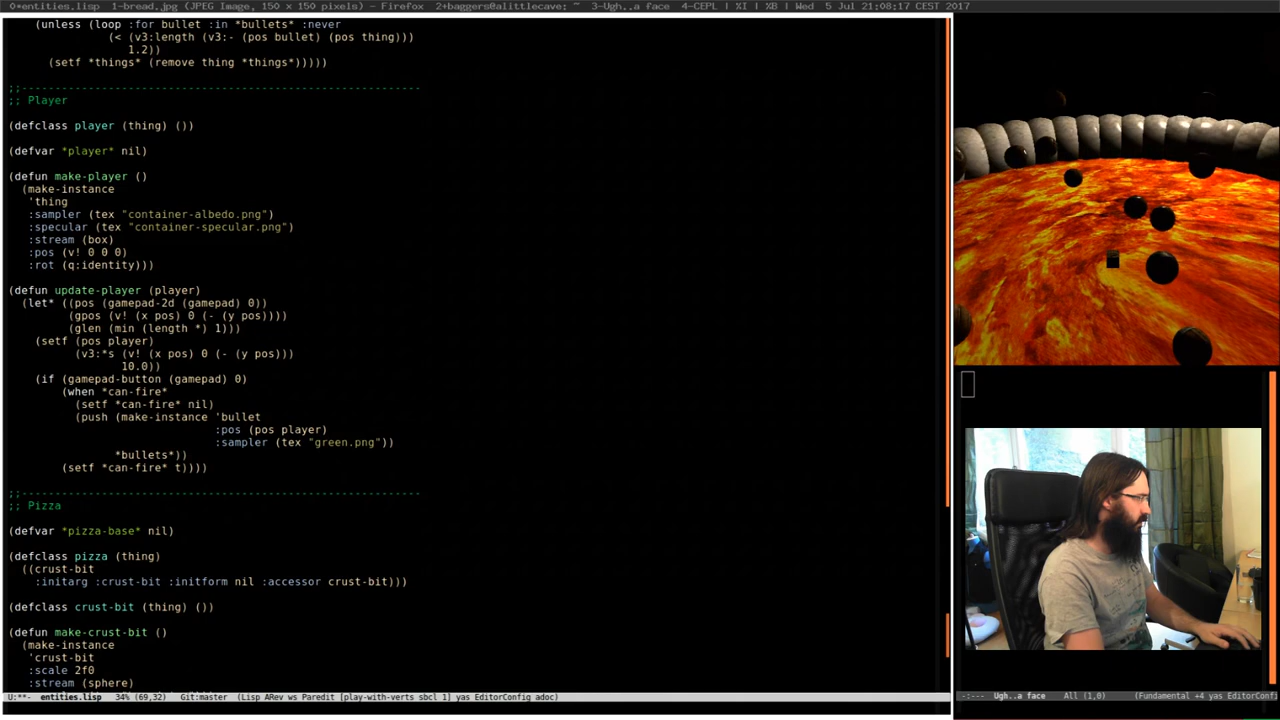 0*entities.lisp  1-bread..jpg (JPEG Image, 150 x 150 pixels) - Firefox  2*baggers@littlecave: ~  3-Ugh..a face  4-CEPL | %I | %B | Wed  5 Jul 21:08:17 CEST 2017
(unless (loop :for bullet :in *bullets* :never
(< (v3:length (v3:- (pos bullet) (pos thing)))
1.2))
(setf *things* (remove thing *things*)))))
;;------------------------------------------------------------
;; Player
(defclass player (thing) ())
(defvar *player* nil)
(defun make-player ()
(make-instance
'thing
:sampler (tex "container-albedo.png")
:specular (tex "container-specular.png")
:stream (box)
:pos (v! 0 0 0)
:rot (q:identity)))
(defun update-player (player)
(let* ((pos (gamepad-2d (gamepad) 0))
(gpos (v! (x pos) 0 (- (y pos))))
(glen (min (length *) 1)))
(setf (pos player)
(v3:*s (v! (x pos) 0 (- (y pos)))
10.0))
(if (gamepad-button (gamepad) 0)
(when *can-fire*
(setf *can-fire* nil)
(push (make-instance 'bullet
:pos (pos player)
:sampler (tex "green.png"))
*bullets*))
(setf *can-fire* t))))
;;------------------------------------------------------------
;; Pizza
(defvar *pizza-base* nil)
(defclass pizza (thing)
((crust-bit
:initarg :crust-bit :initform nil :accessor crust-bit)))
(defclass crust-bit (thing) ())
(defun make-crust-bit ()
(make-instance
'crust-bit
:scale 2f0
:stream (sphere)
U:**-  entities.lisp   34% (69,32)   Git:master  (Lisp ARev ws Paredit [play-with-verts sbcl 1] yas EditorConfig adoc)
-:---  Ugh..a face    All (1,0)     (Fundamental +4 yas EditorConfi